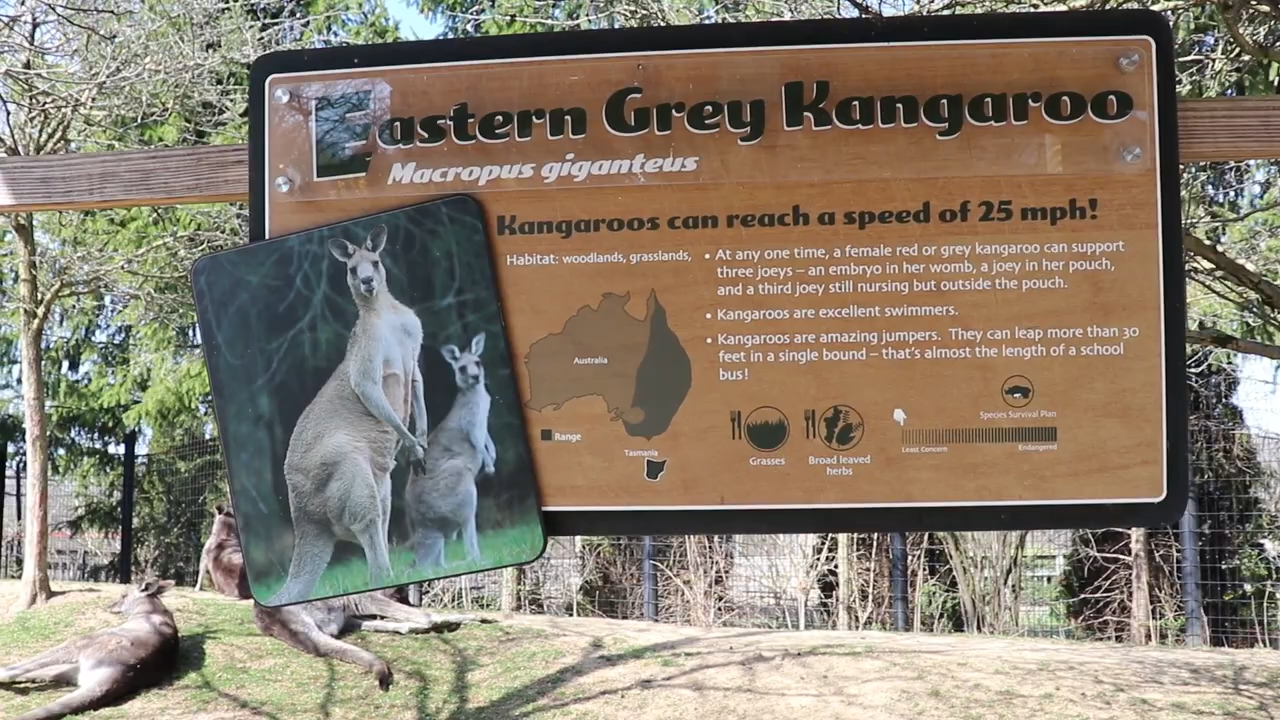 Eastern Grey Kangaroo
Macropus giganteus
Kangaroos can reach a speed of 25 mph!
Habitat: woodlands, grasslands,
• At any one time, a female red or grey kangaroo can support
three joeys – an embryo in her womb, a joey in her pouch,
and a third joey still nursing but outside the pouch.
• Kangaroos are excellent swimmers.
• Kangaroos are amazing jumpers. They can leap more than 30
feet in a single bound – that's almost the length of a school
bus!
Australia
Range
Tasmania
Grasses
Broad leaved
herbs
Species Survival Plan
Least Concern
Endangered